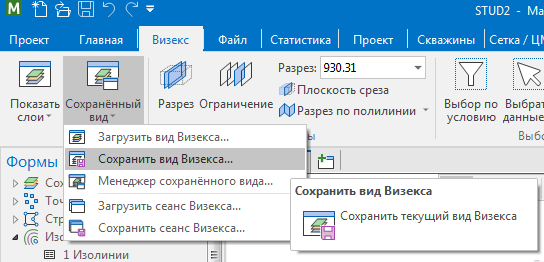 M STUD2 - Ma
Проект Главная Визекс Файл Статистика Проект Скважины Сетка / ЦМ
Показать слои
Сохранённый вид
Разрез
Ограничение
Разрез: 930.31
Плоскость среза
Разрез по полилинии
Выбор по условию
Выбрат данные
Загрузить вид Визекса...
Сохранить вид Визекса...
Менеджер сохранённого вида...
Загрузить сеанс Визекса...
Сохранить сеанс Визекса...
Формы
Сох
Точ
Стр
Изо
1 Изолинии
Сохранить вид Визекса
Сохранить текущий вид Визекса